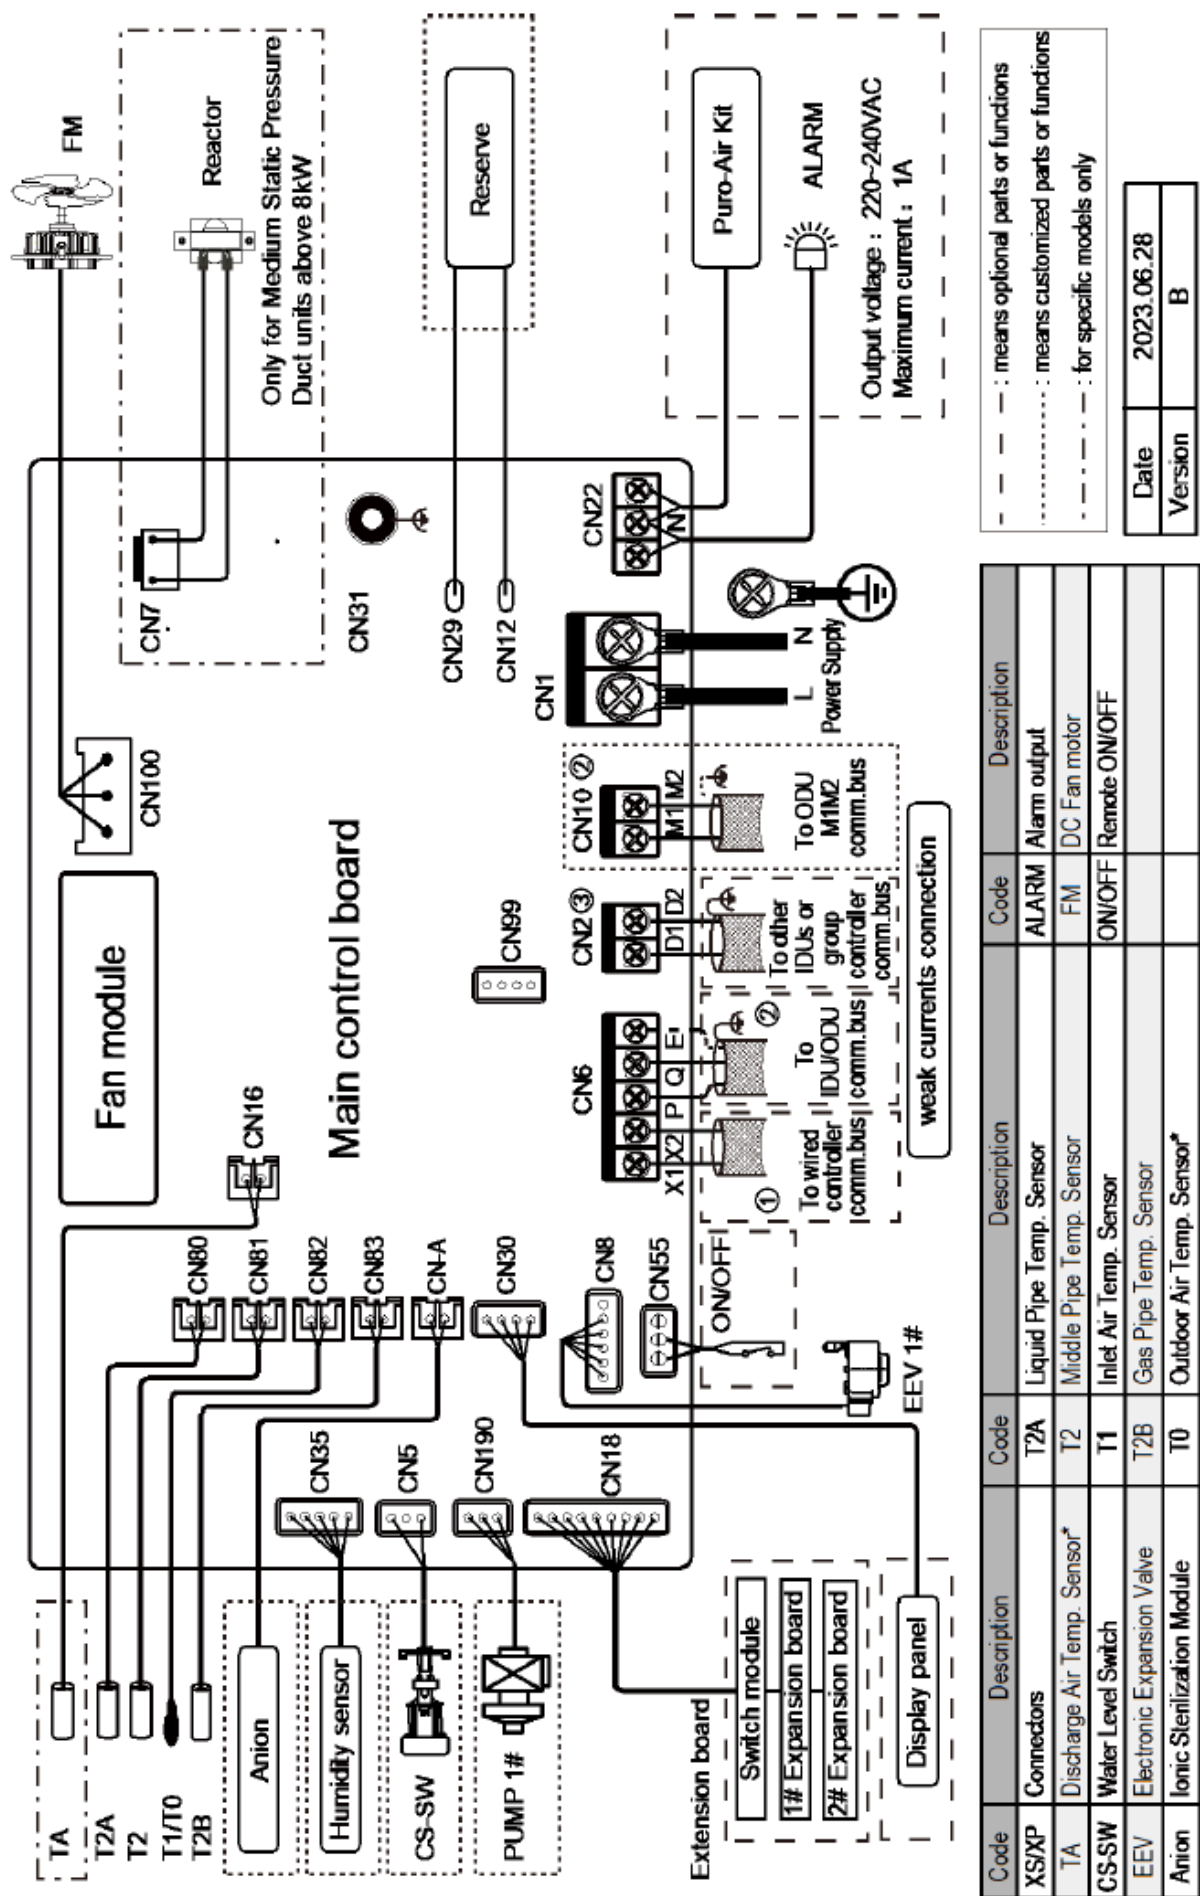 FM
Reactor
Only for Medium Static Pressure
Duct units above 8kW
Reserve
Puro-Air Kit
ALARM
Output voltage : 220~240VAC
Maximum current : 1A
CN7
CN31
CN29
CN12
CN22
N
CN1
L
N
Power Supply
CN100
Fan module
Main control board
CN16
CN99
CN10 ②
M1 M2
To ODU
M1M2
comm.bus
CN2 ③
D1 D2
To other
IDUs or
group
controller
comm.bus
CN6
X1 X2 P Q E
②
To
IDU/ODU
comm.bus
①
To wired
controller
comm.bus
weak currents connection
CN80
CN81
CN82
CN83
CN-A
CN30
CN8
CN55
ON/OFF
EEV 1#
CN35
CN5
CN190
CN18
TA
T2A
T2
T1/T0
T2B
Anion
Humidity sensor
CS-SW
PUMP 1#
Extension board
Switch module
1# Expansion board
2# Expansion board
Display panel
: means optional parts or functions
: means customized parts or functions
: for specific models only
Date 2023.06.28
Version B
Code Description Code Description Code Description
XS/XP Connectors T2A Liquid Pipe Temp. Sensor ALARM Alarm output
TA Discharge Air Temp. Sensor* T2 Middle Pipe Temp. Sensor FM DC Fan motor
CS-SW Water Level Switch T1 Inlet Air Temp. Sensor ON/OFF Remote ON/OFF
EEV Electronic Expansion Valve T2B Gas Pipe Temp. Sensor
Anion Ionic Sterilization Module T0 Outdoor Air Temp. Sensor*